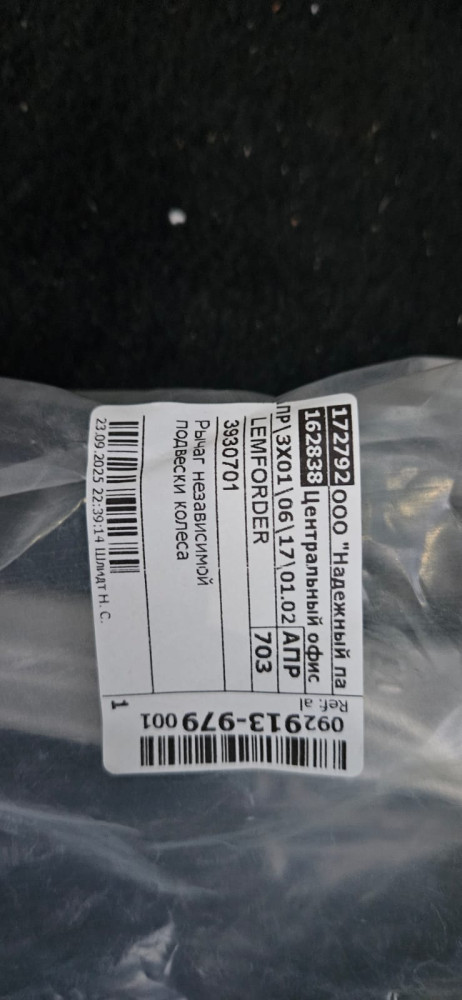 172792 ООО "Надежный па
162838 Центральный офис
ПР\3X01\06\17\01.02 АПР
LEMFORDER 703
3930701
Рычаг независимой
подвески колеса
23.09.2025 22:39:14 Шлидт Н. С.
1
Ref: al
092913-979 001